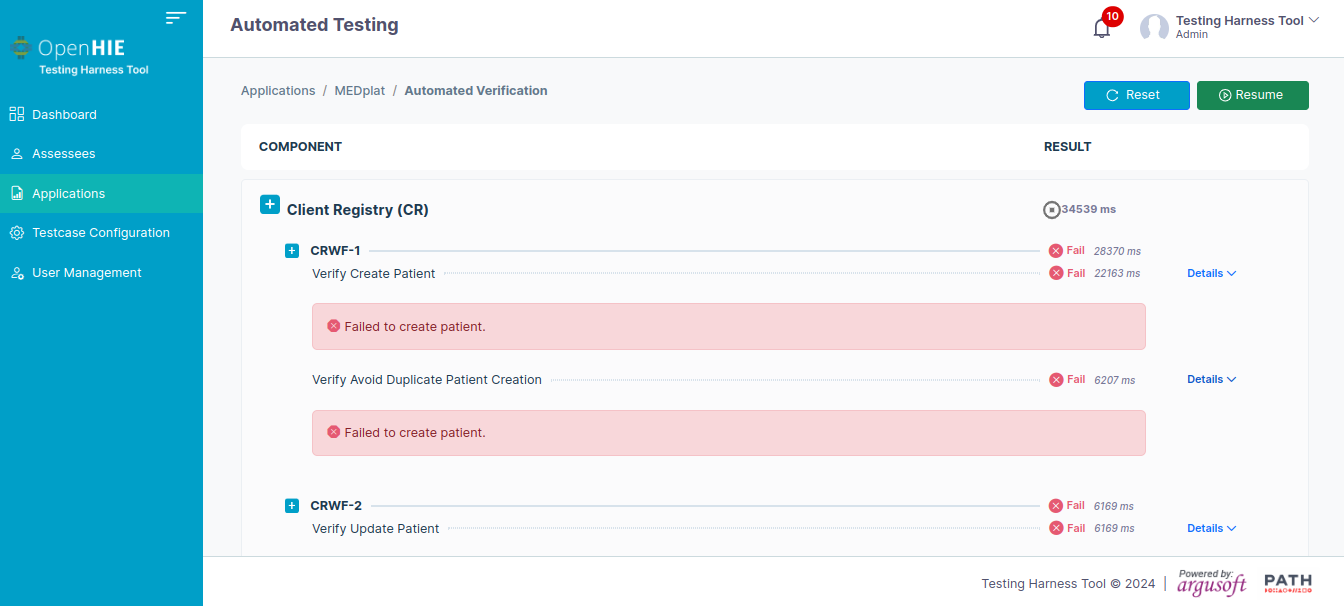 OpenHIE
Testing Harness Tool
Dashboard
Assessees
Applications
Testcase Configuration
User Management
Automated Testing
10
Testing Harness Tool
Admin
Applications / MEDplat / Automated Verification
Reset
Resume
COMPONENT RESULT
Client Registry (CR) 34539 ms
CRWF-1 Fail 28370 ms
Verify Create Patient Fail 22163 ms Details
Failed to create patient.
Verify Avoid Duplicate Patient Creation Fail 6207 ms Details
Failed to create patient.
CRWF-2 Fail 6169 ms
Verify Update Patient Fail 6169 ms Details
Testing Harness Tool © 2024 |
Powered by:
argusoft
PATH